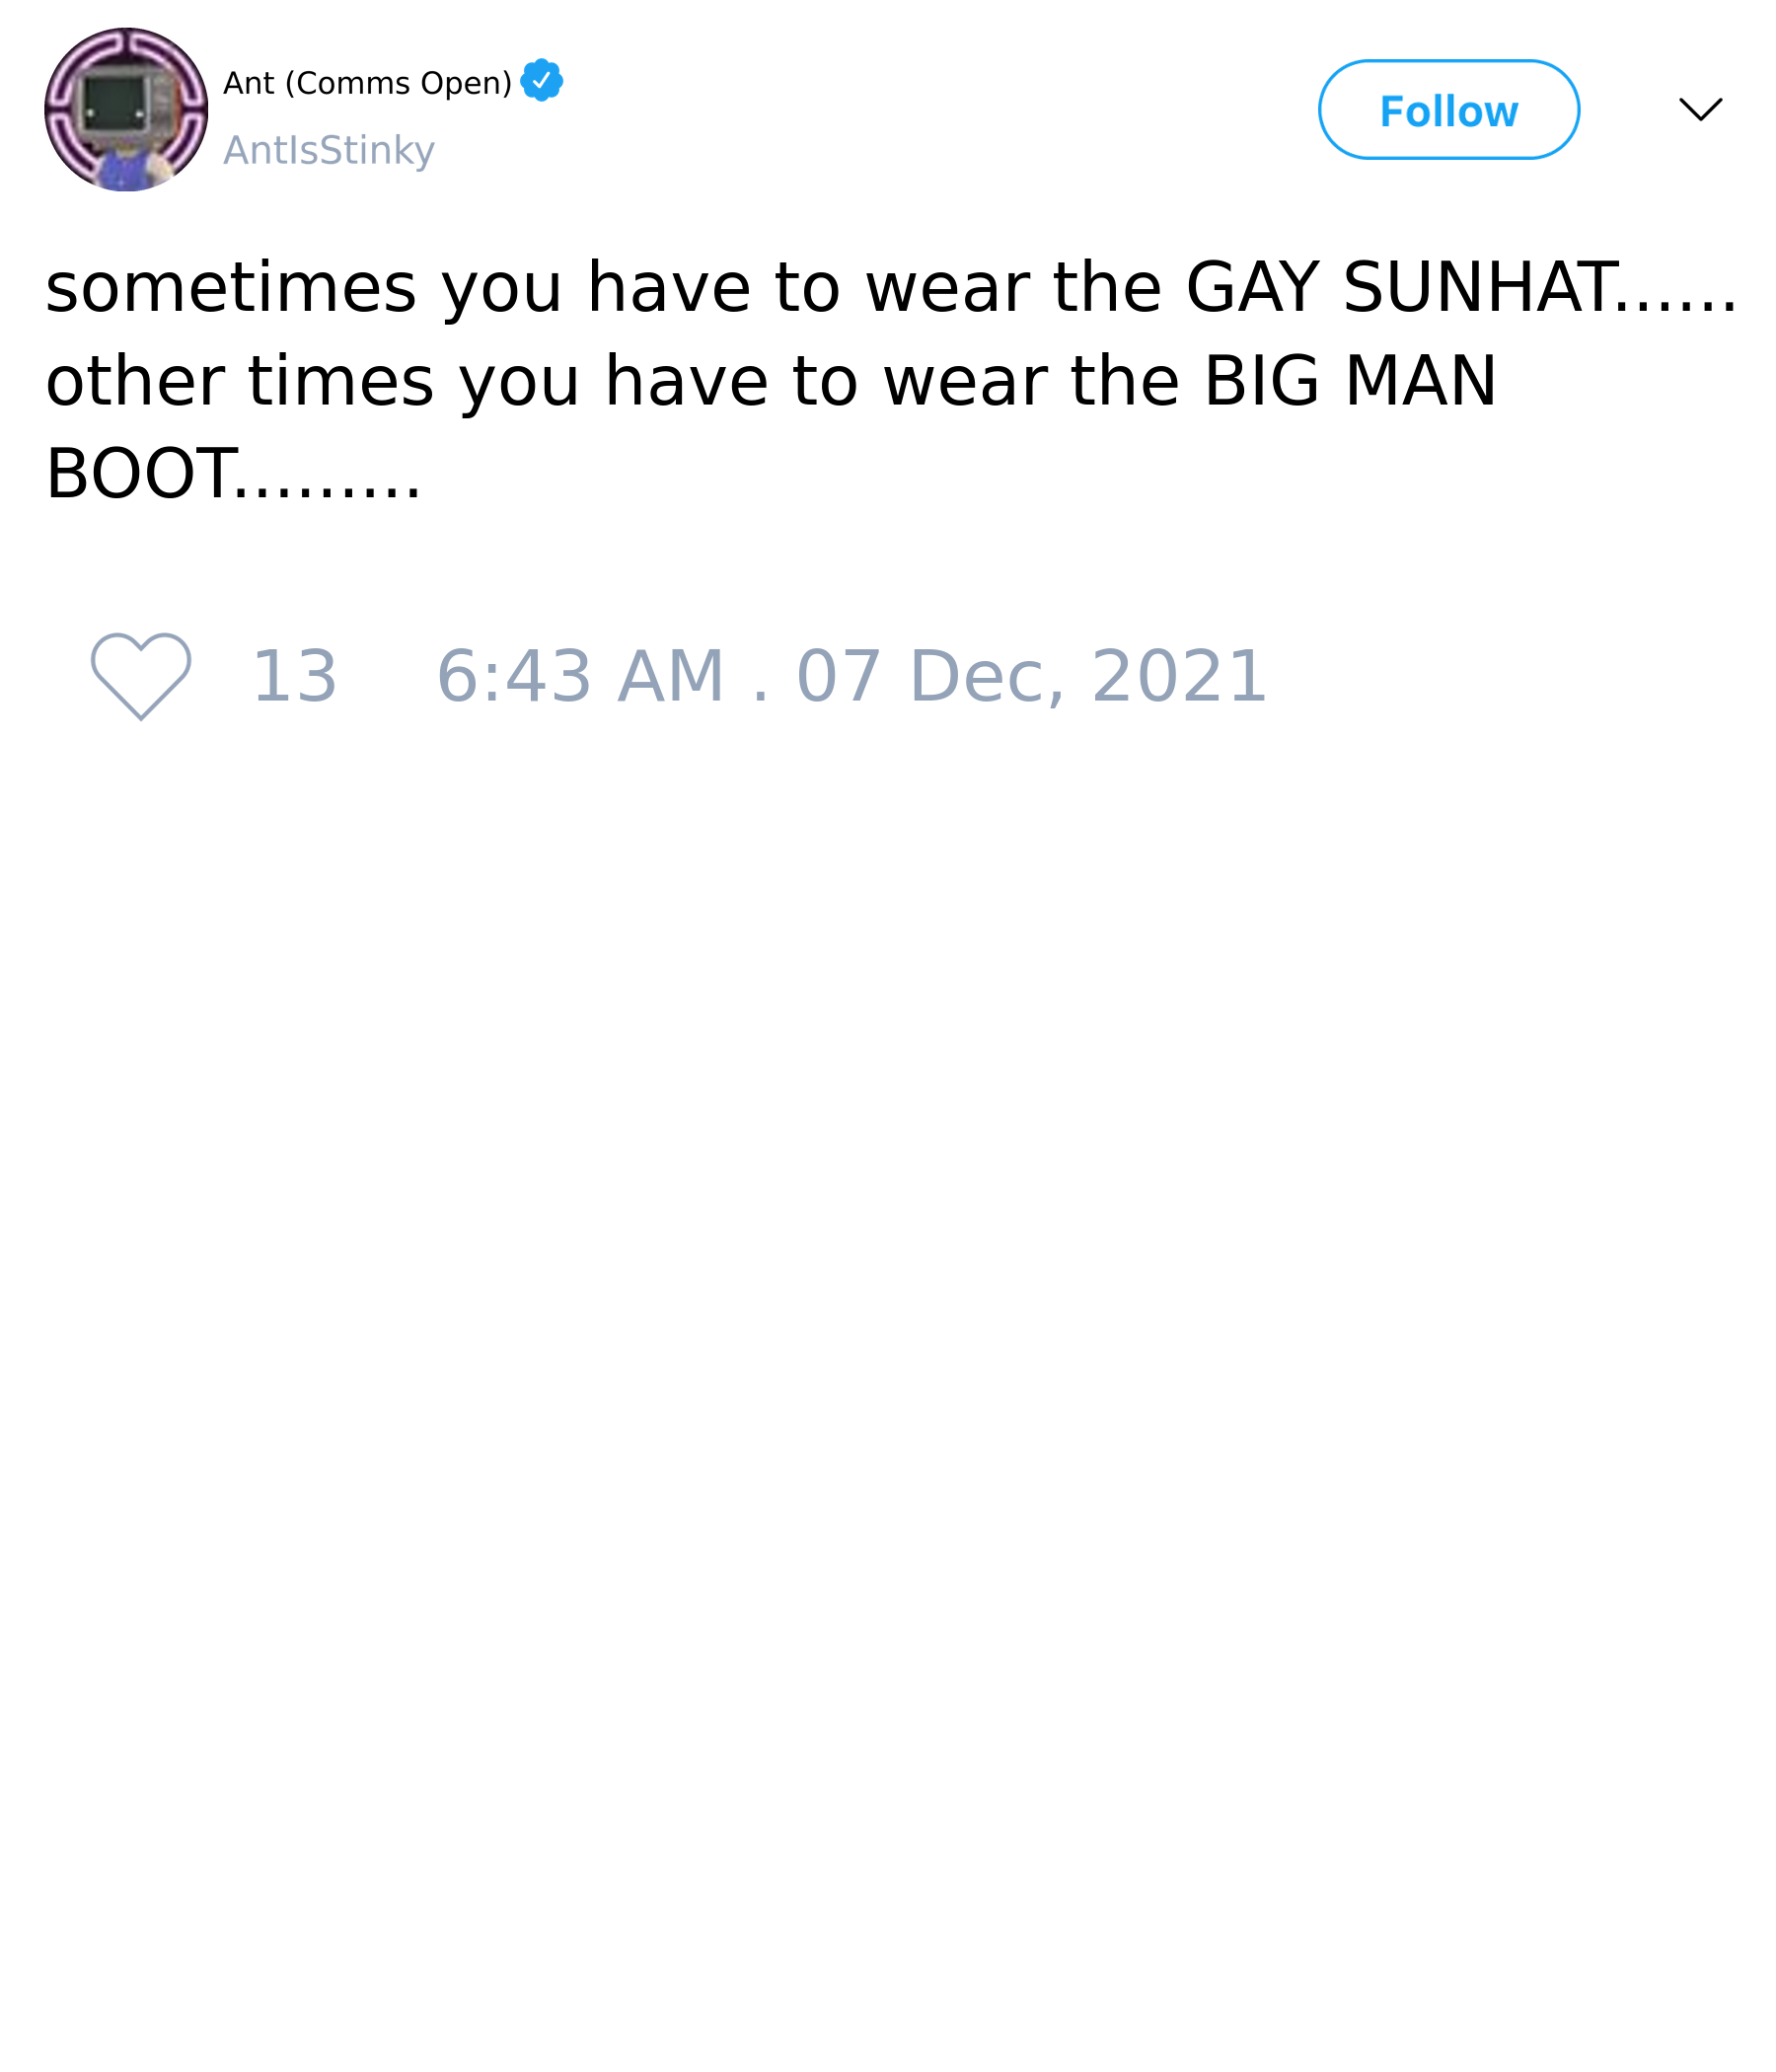 Ant (Comms Open)
AntIsStinky
Follow
sometimes you have to wear the GAY SUNHAT......
other times you have to wear the BIG MAN
BOOT.........
13 6:43 AM . 07 Dec, 2021